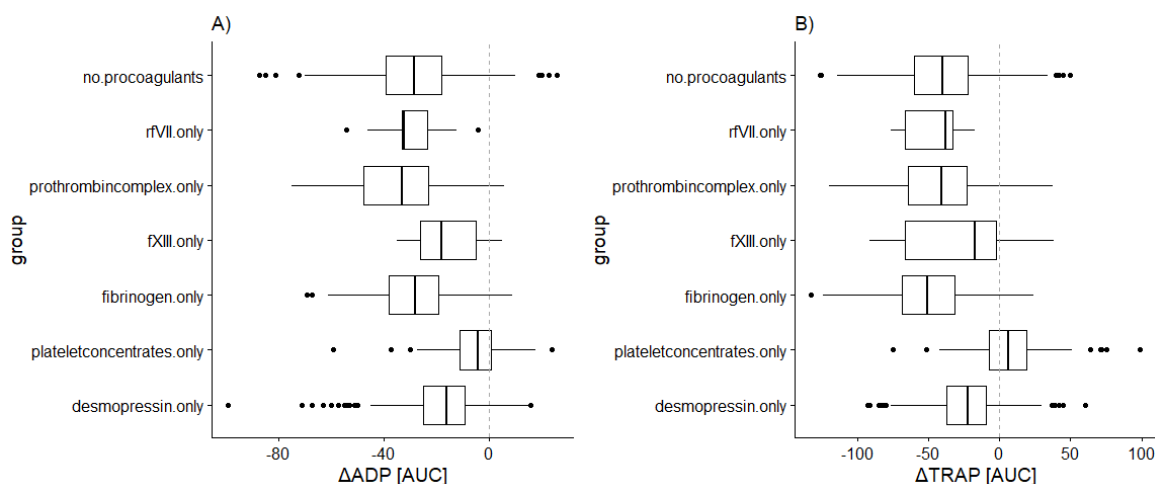 A)
group
no.procoagulants
rfVII.only
prothrombincomplex.only
fXIII.only
fibrinogen.only
plateletconcentrates.only
desmopressin.only
-80 -40 0
ΔADP [AUC]
B)
group
no.procoagulants
rfVII.only
prothrombincomplex.only
fXIII.only
fibrinogen.only
plateletconcentrates.only
desmopressin.only
-100 -50 0 50 100
ΔTRAP [AUC]